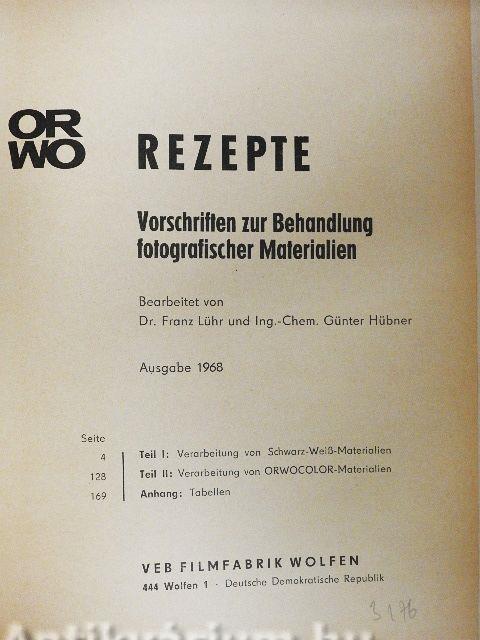 OR
WO
REZEPTE
Vorschriften zur Behandlung
fotografischer Materialien
Bearbeitet von
Dr. Franz Lühr und Ing.-Chem. Günter Hübner
Ausgabe 1968
Seite
4 Teil I: Verarbeitung von Schwarz-Weiß-Materialien
128 Teil II: Verarbeitung von ORWOCOLOR-Materialien
169 Anhang: Tabellen
VEB FILMFABRIK WOLFEN
444 Wolfen 1 · Deutsche Demokratische Republik
3176
Antikvárium.hu